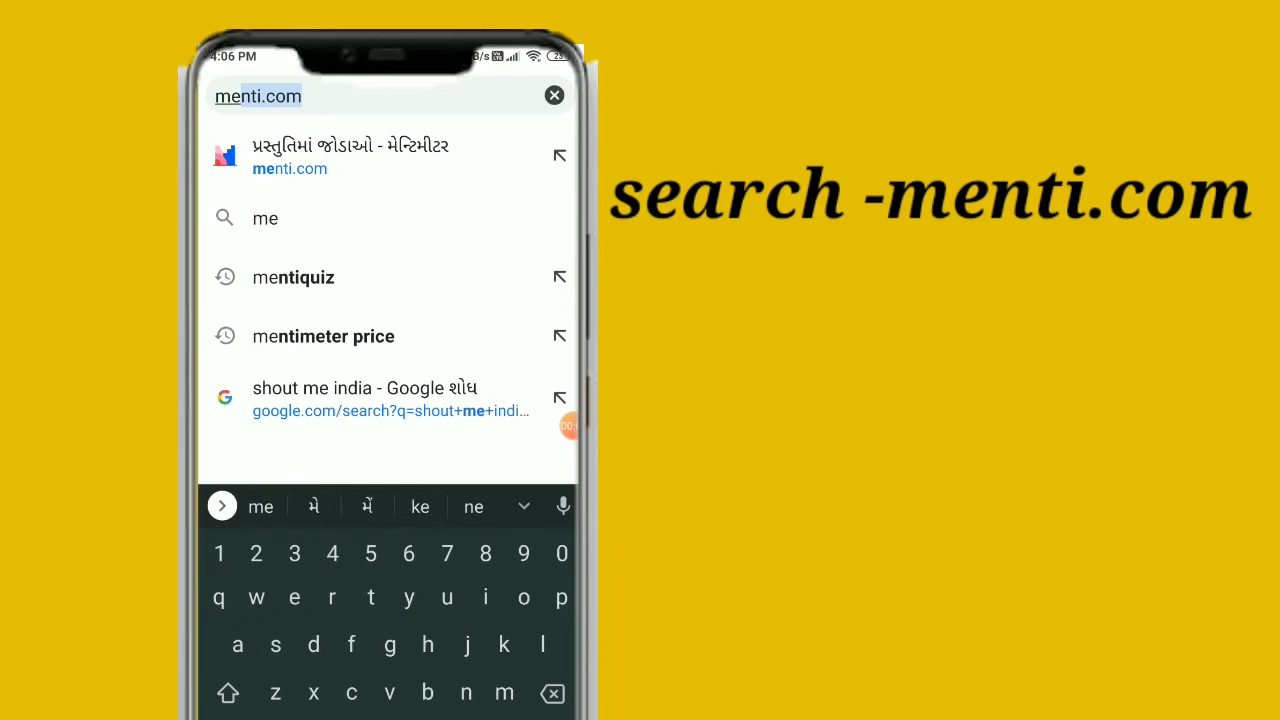 4:06 PM
B/s
23
menti.com
પ્રસ્તુતિમાં જોડાઓ - મેન્ટિમીટર
menti.com
me
mentiquiz
mentimeter price
shout me india - Google શોધ
google.com/search?q=shout+me+indi…
00:
me મે મેં ke ne
1 2 3 4 5 6 7 8 9 0
q w e r t y u i o p
a s d f g h j k l
z x c v b n m
search -menti.com